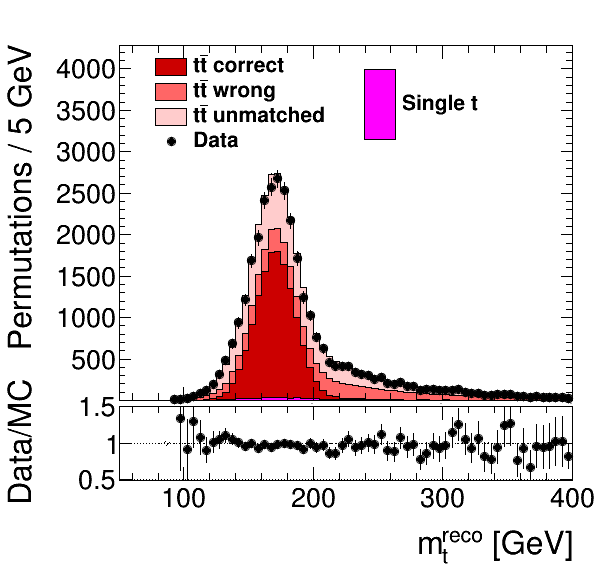 Permutations / 5 GeV
4000
3500
3000
2500
2000
1500
1000
500
tt̅ correct
tt̅ wrong
tt̅ unmatched
Data
Single t
Data/MC
1.5
1
0.5
100
200
300
400
m_t^reco [GeV]